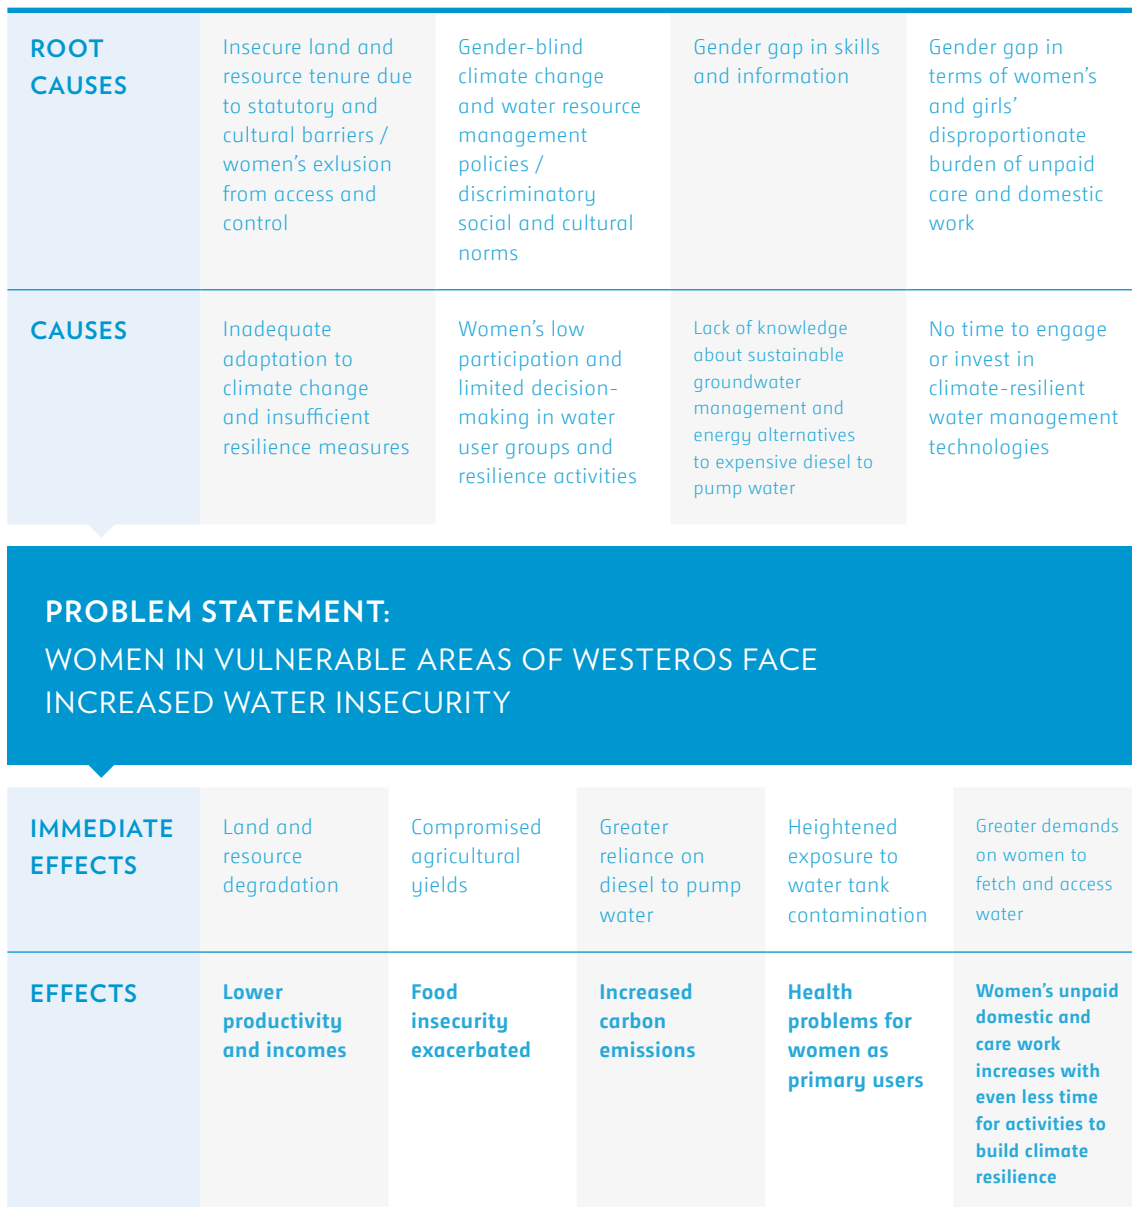 ROOT
CAUSES
Insecure land and
resource tenure due
to statutory and
cultural barriers /
women's exlusion
from access and
control
Gender-blind
climate change
and water resource
management
policies /
discriminatory
social and cultural
norms
Gender gap in skills
and information
Gender gap in
terms of women's
and girls'
disproportionate
burden of unpaid
care and domestic
work
CAUSES
Inadequate
adaptation to
climate change
and insufficient
resilience measures
Women's low
participation and
limited decision-
making in water
user groups and
resilience activities
Lack of knowledge
about sustainable
groundwater
management and
energy alternatives
to expensive diesel to
pump water
No time to engage
or invest in
climate-resilient
water management
technologies
PROBLEM STATEMENT:
WOMEN IN VULNERABLE AREAS OF WESTEROS FACE
INCREASED WATER INSECURITY
IMMEDIATE
EFFECTS
Land and
resource
degradation
Compromised
agricultural
yields
Greater
reliance on
diesel to pump
water
Heightened
exposure to
water tank
contamination
Greater demands
on women to
fetch and access
water
EFFECTS
Lower
productivity
and incomes
Food
insecurity
exacerbated
Increased
carbon
emissions
Health
problems for
women as
primary users
Women's unpaid
domestic and
care work
increases with
even less time
for activities to
build climate
resilience